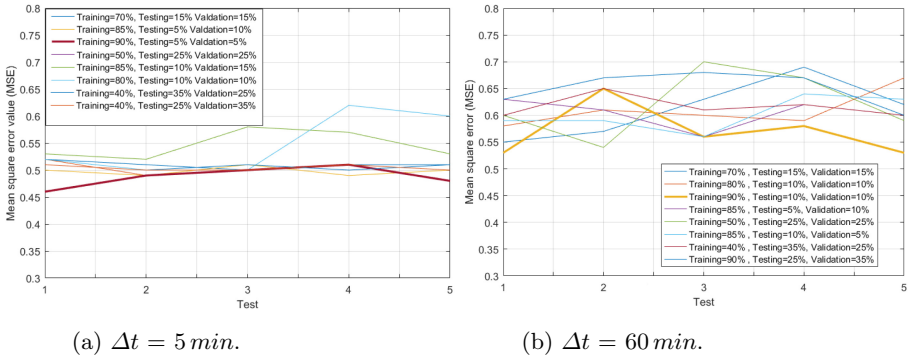 0.8
0.75
0.7
0.65
0.6
0.55
0.5
0.45
0.4
0.35
0.3
Mean square error value (MSE)
Training=70%, Testing=15% Valdation=15%
Training=85%, Testing=5% Valdation=10%
Training=90%, Testing=5% Valdation=5%
Training=50%, Testing=25% Valdation=25%
Training=85%, Testing=10% Valdation=15%
Training=80%, Testing=10% Valdation=10%
Training=40%, Testing=35% Valdation=25%
Training=40%, Testing=25% Valdation=35%
1 2 3 4 5
Test
(a) Δt = 5 min.
0.8
0.75
0.7
0.65
0.6
0.55
0.5
0.45
0.4
0.35
0.3
Mean square error) (MSE)
Training=70% , Testing=15%, Validation=15%
Training=80% , Testing=10%, Validation=10%
Training=90% , Testing=10%, Validation=10%
Training=85% , Testing=5%, Validation=10%
Training=50% , Testing=25%, Validation=25%
Training=85% , Testing=10%, Validation=5%
Training=40% , Testing=35%, Validation=25%
Training=90% , Testing=25%, Validation=35%
1 2 3 4 5
Test
(b) Δt = 60 min.